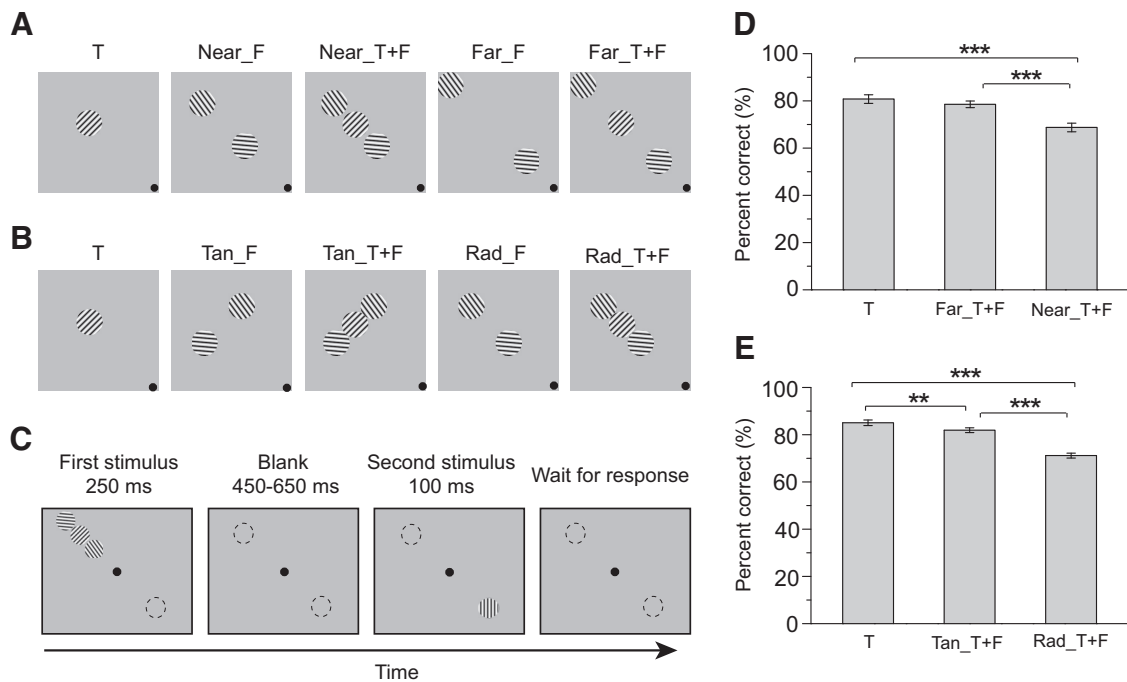 A
T Near_F Near_T+F Far_F Far_T+F
B
T Tan_F Tan_T+F Rad_F Rad_T+F
C
First stimulus
250 ms
Blank
450-650 ms
Second stimulus
100 ms
Wait for response
Time
D
Percent correct (%)
100
80
60
40
20
0
***
***
T Far_T+F Near_T+F
E
Percent correct (%)
100
80
60
40
20
0
***
** ***
T Tan_T+F Rad_T+F